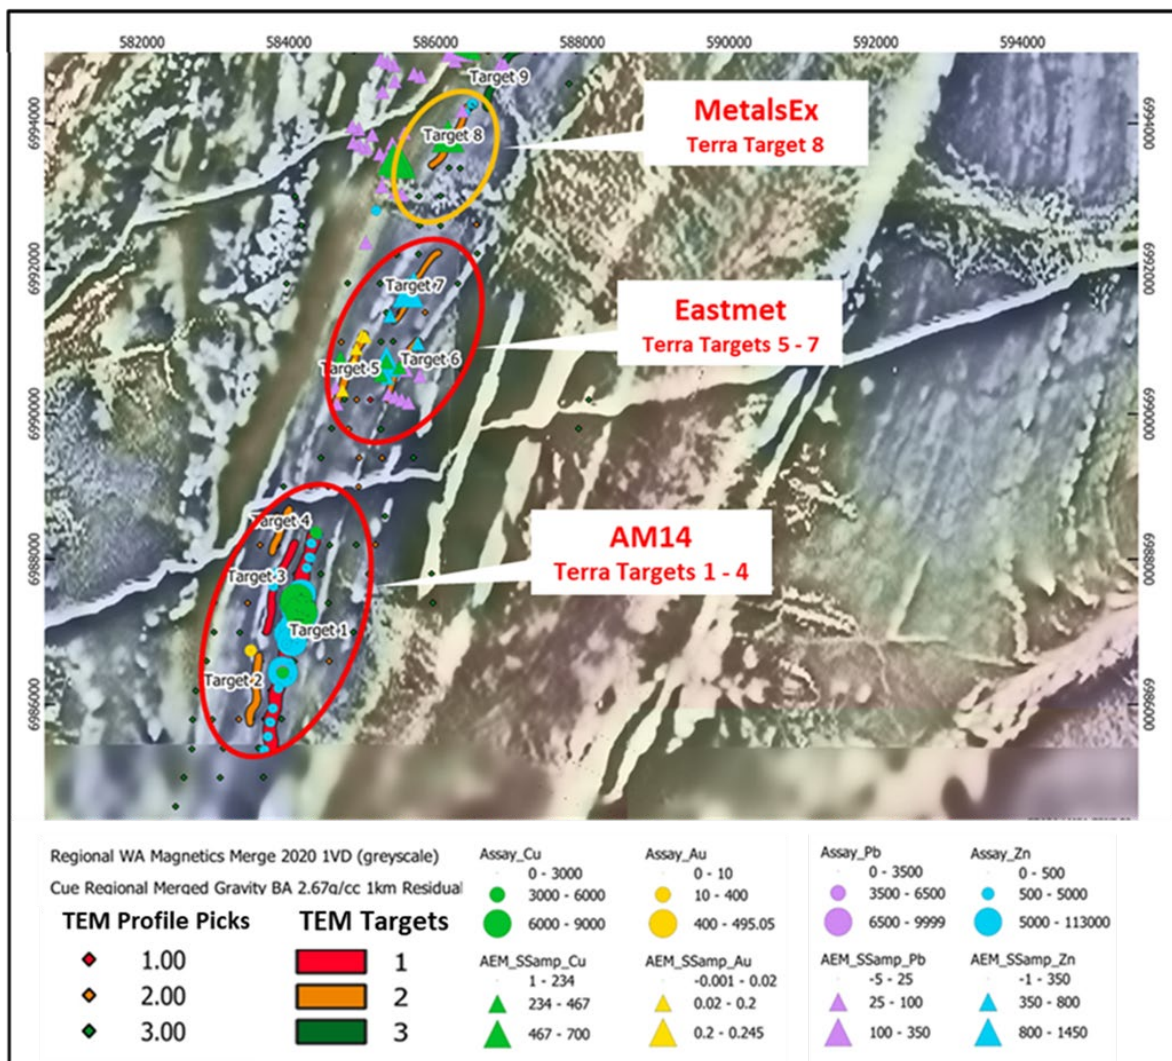 582000 584000 586000 588000 590000 592000 594000
6994000
6992000
6990000
6988000
6986000
6994000
6992000
6990000
6988000
6986000
Target 9
Target 8
MetalsEx
Terra Target 8
Target 7
Target 6
Target 5
Eastmet
Terra Targets 5 - 7
Target 4
Target 3
Target 1
Target 2
AM14
Terra Targets 1 - 4
Regional WA Magnetics Merge 2020 1VD (greyscale)
Cue Regional Merged Gravity BA 2.67g/cc 1km Residual
TEM Profile Picks
1.00
2.00
3.00
TEM Targets
1
2
3
Assay_Cu
0 - 3000
3000 - 6000
6000 - 9000
AEM_SSamp_Cu
1 - 234
234 - 467
467 - 700
Assay_Au
0 - 10
10 - 400
400 - 495.05
AEM_SSamp_Au
-0.001 - 0.02
0.02 - 0.2
0.2 - 0.245
Assay_Pb
0 - 3500
3500 - 6500
6500 - 9999
AEM_SSamp_Pb
-5 - 25
25 - 100
100 - 350
Assay_Zn
0 - 500
500 - 5000
5000 - 113000
AEM_SSamp_Zn
-1 - 350
350 - 800
800 - 1450